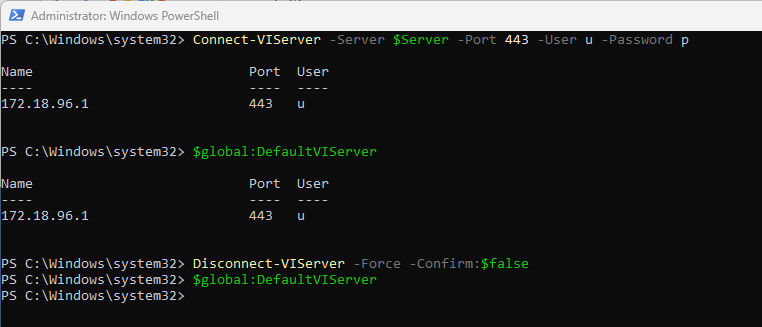 Administrator: Windows PowerShell
PS C:\Windows\system32> Connect-VIServer -Server $Server -Port 443 -User u -Password p
Name                           Port  User
----                           ----  ----
172.18.96.1                    443   u
PS C:\Windows\system32> $global:DefaultVIServer
Name                           Port  User
----                           ----  ----
172.18.96.1                    443   u
PS C:\Windows\system32> Disconnect-VIServer -Force -Confirm:$false
PS C:\Windows\system32> $global:DefaultVIServer
PS C:\Windows\system32>